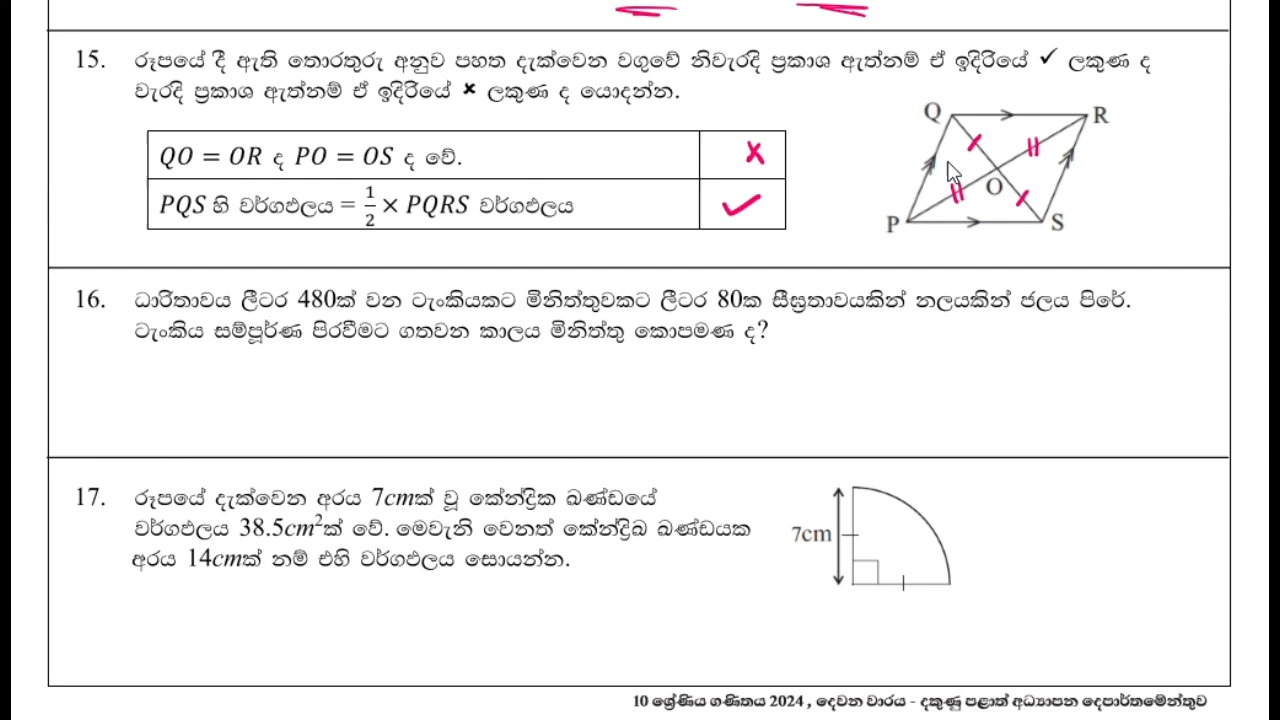 15. රූපයේ දී ඇති තොරතුරු අනුව පහත දැක්වෙන වගුවේ නිවැරදි ප්‍රකාශ ඇත්නම් ඒ ඉදිරියේ ✓ ලකුණ ද
වැරදි ප්‍රකාශ ඇත්නම් ඒ ඉදිරියේ ✗ ලකුණ ද යොදන්න.
QO = OR ද PO = OS ද වේ. ✗
PQS හි වර්ගඵලය = 1/2 × PQRS වර්ගඵලය ✓
Q R
O
P S
16. ධාරිතාවය ලීටර 480ක් වන ටැංකියකට මිනිත්තුවකට ලීටර 80ක සීඝ්‍රතාවයකින් නලයකින් ජලය පිරේ.
ටැංකිය සම්පූර්ණ පිරවීමට ගතවන කාලය මිනිත්තු කොපමණ ද?
17. රූපයේ දැක්වෙන අරය 7cmක් වූ කේන්ද්‍රික ඛණ්ඩයේ
වර්ගඵලය 38.5cm²ක් වේ. මෙවැනි වෙනත් කේන්ද්‍රිඛ ඛණ්ඩයක
අරය 14cmක් නම් එහි වර්ගඵලය සොයන්න.
7cm
10 ශ්‍රේණිය ගණිතය 2024 , දෙවන වාරය - දකුණු පළාත් අධ්‍යාපන දෙපාර්තමේන්තුව